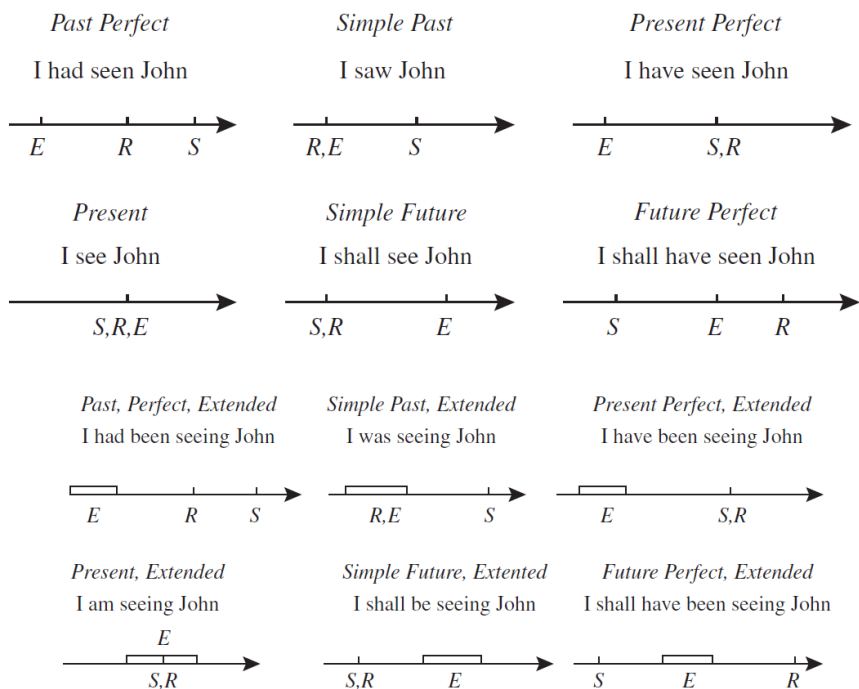 Past Perfect
Simple Past
Present Perfect
I had seen John
I saw John
I have seen John
E R S
R,E S
E S,R
Present
Simple Future
Future Perfect
I see John
I shall see John
I shall have seen John
S,R,E
S,R E
S E R
Past, Perfect, Extended
Simple Past, Extended
Present Perfect, Extended
I had been seeing John
I was seeing John
I have been seeing John
E R S
R,E S
E S,R
Present, Extended
Simple Future, Extented
Future Perfect, Extended
I am seeing John
I shall be seeing John
I shall have been seeing John
E
S,R
S,R E
S E R